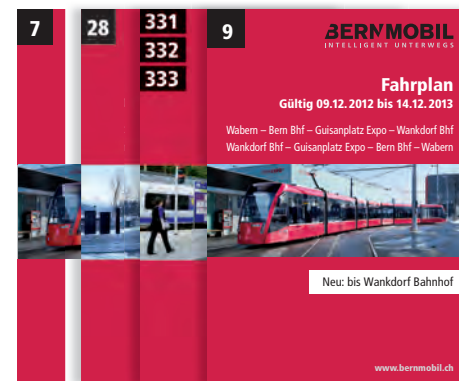 7
28
331
332
333
9
BERNMOBIL
INTELLIGENT UNTERWEGS
Fahrplan
Gültig 09.12.2012 bis 14.12.2013
Wabern – Bern Bhf – Guisanplatz Expo – Wankdorf Bhf
Wankdorf Bhf – Guisanplatz Expo – Bern Bhf – Wabern
Neu: bis Wankdorf Bahnhof
www.bernmobil.ch